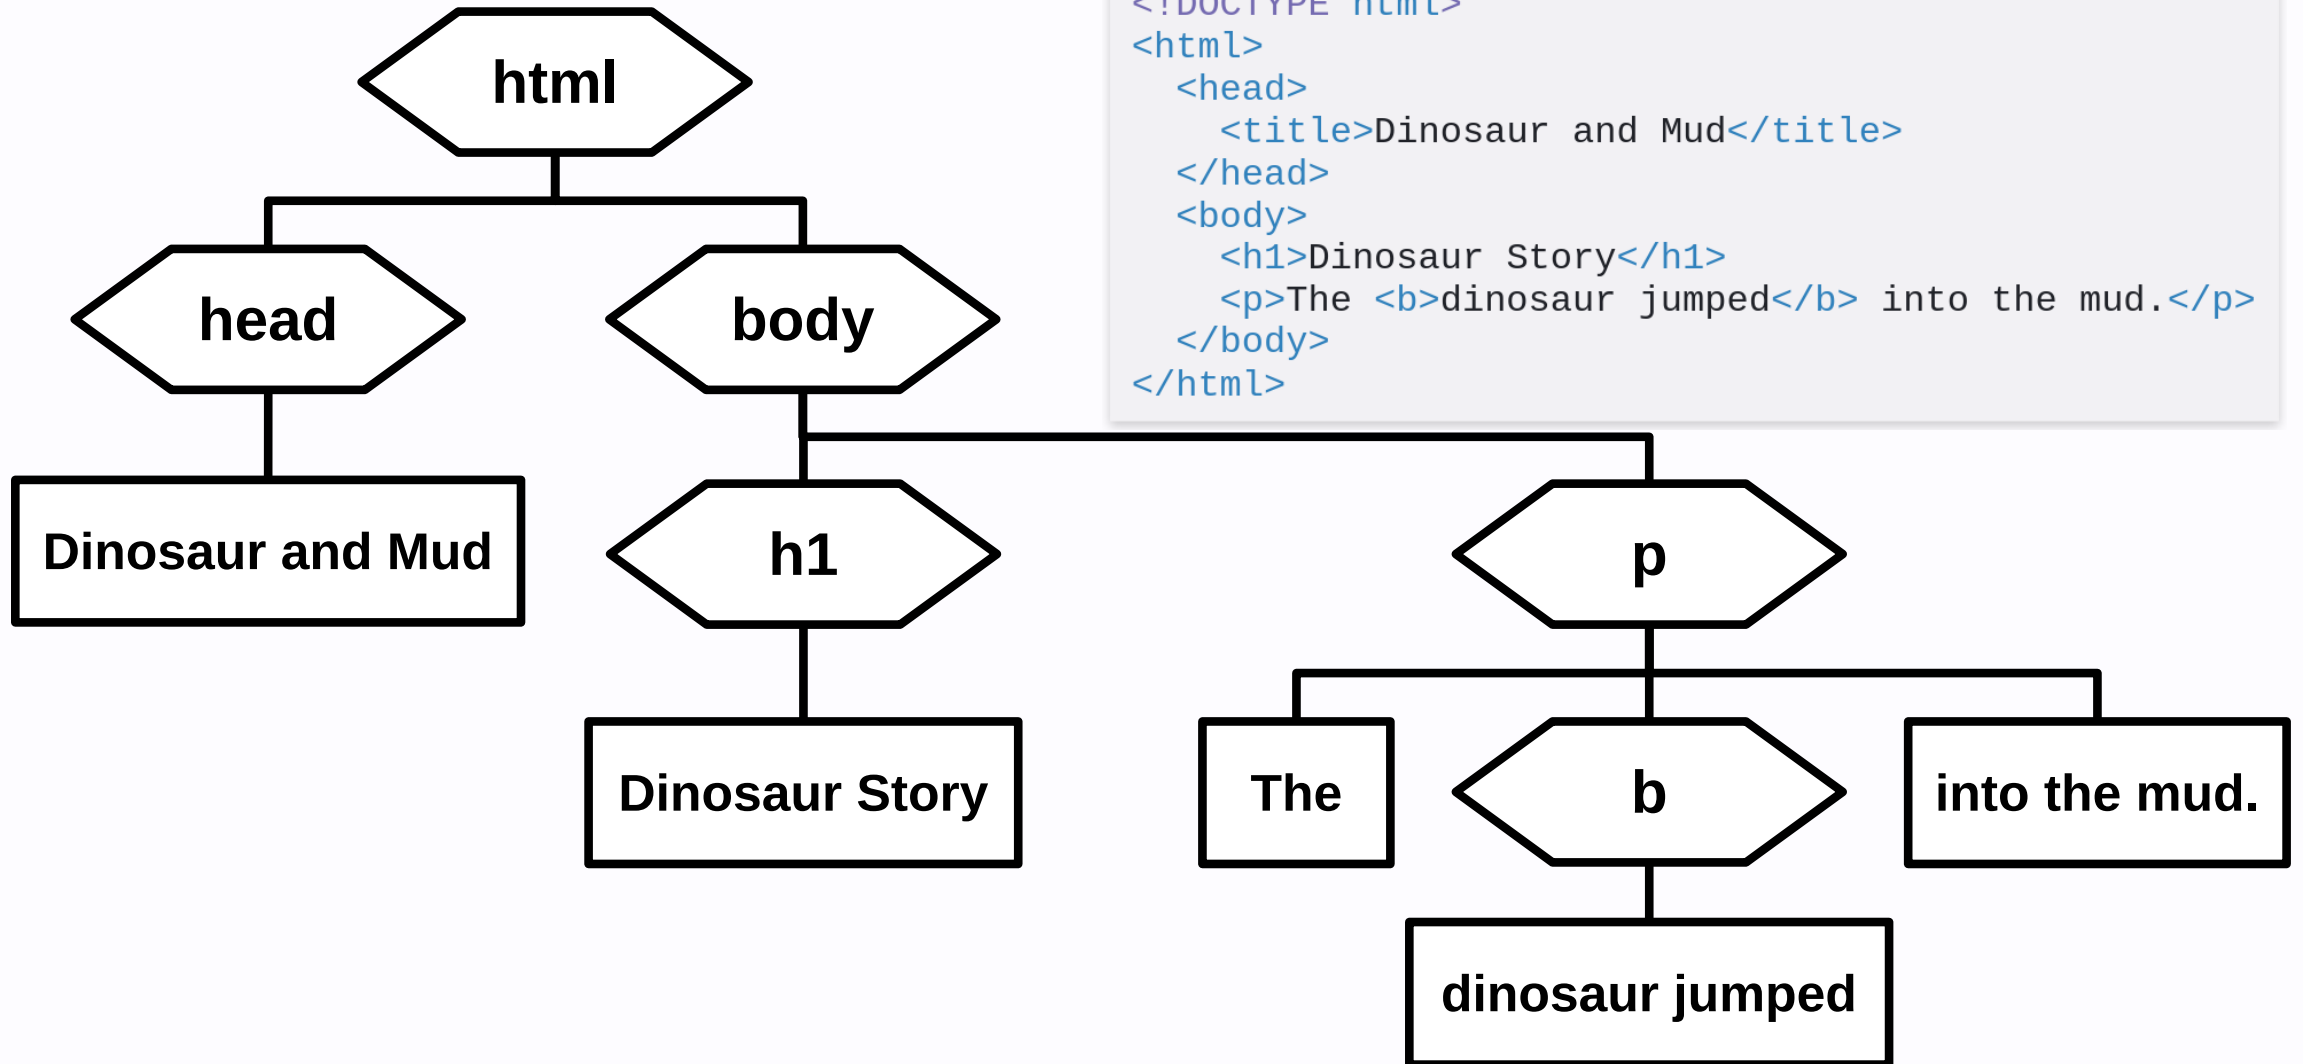 html
<!DOCTYPE html>
<html>
  <head>
    <title>Dinosaur and Mud</title>
  </head>
  <body>
    <h1>Dinosaur Story</h1>
    <p>The <b>dinosaur jumped</b> into the mud.</p>
  </body>
</html>
head
body
Dinosaur and Mud
h1
p
Dinosaur Story
The
b
into the mud.
dinosaur jumped